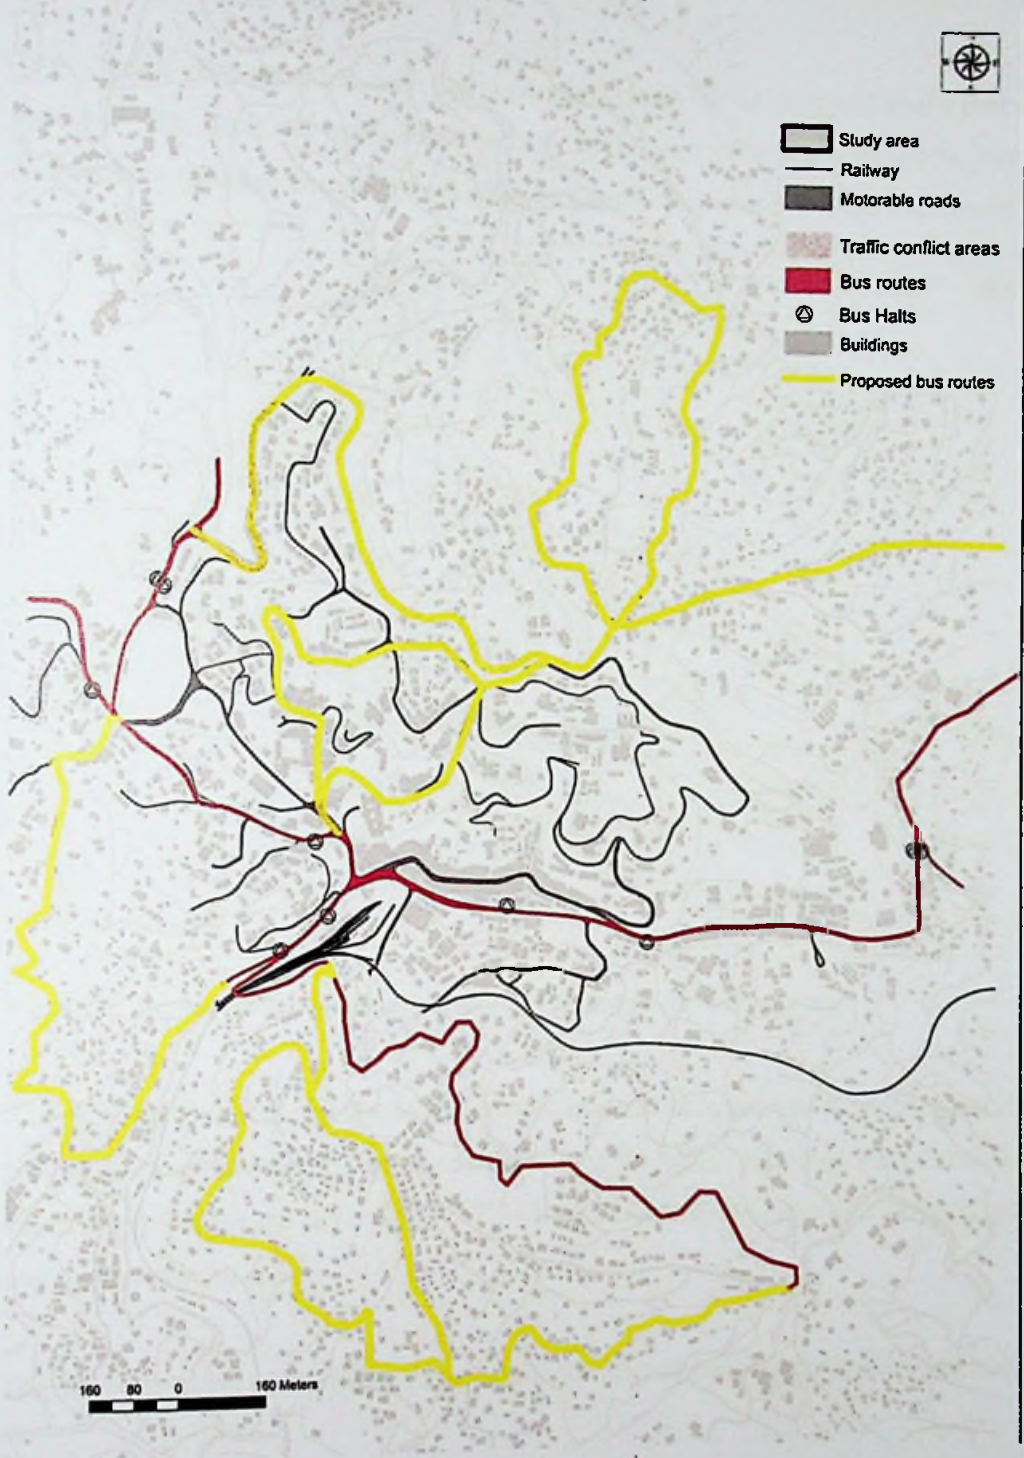 Study area
Railway
Motorable roads
Traffic conflict areas
Bus routes
Bus Halts
Buildings
Proposed bus routes
160 80 0 160 Meters